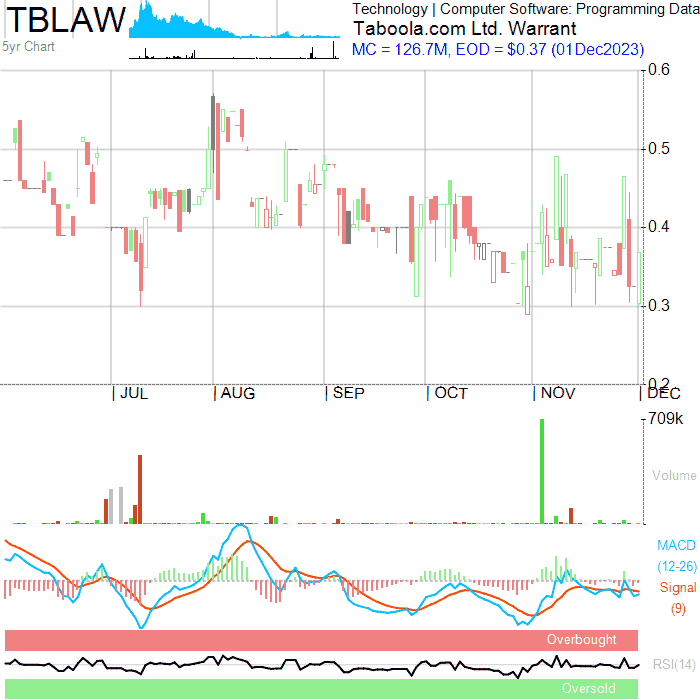 TBLAW
5yr Chart
Technology | Computer Software: Programming Data
Taboola.com Ltd. Warrant
MC = 126.7M, EOD = $0.37 (01Dec2023)
0.6
0.5
0.4
0.3
0.2
JUL AUG SEP OCT NOV DEC
709k
Volume
MACD
(12-26)
Signal
(9)
Overbought
RSI(14)
Oversold